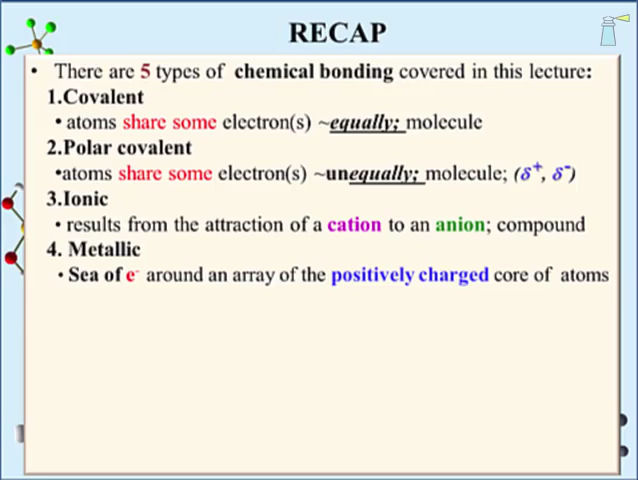 RECAP
• There are 5 types of chemical bonding covered in this lecture:
1.Covalent
• atoms share some electron(s) ~equally; molecule
2.Polar covalent
•atoms share some electron(s) ~unequally; molecule; (δ⁺, δ⁻)
3.Ionic
• results from the attraction of a cation to an anion; compound
4. Metallic
• Sea of e⁻ around an array of the positively charged core of atoms